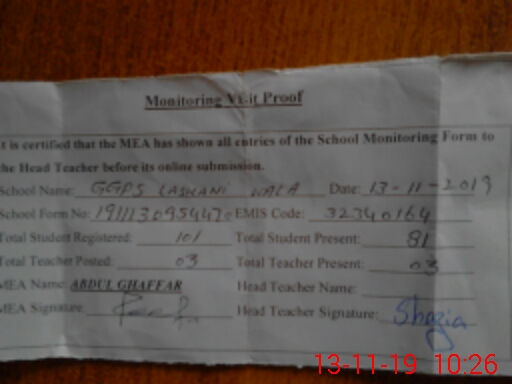 Monitoring Visit Proof
It is certified that the MEA has shown all entries of the School Monitoring Form to
the Head Teacher before its online submission.
School Name: GGPS LASHANI WALA Date: 13-11-2019
School Form No: EMIS Code: 32340164
Total Student Registered: 101 Total Student Present: 81
Total Teacher Posted: 03 Total Teacher Present: 03
MEA Name: ABDUL GHAFFAR Head Teacher Name:
MEA Signature: Head Teacher Signature: Shazia
13-11-19 10:26